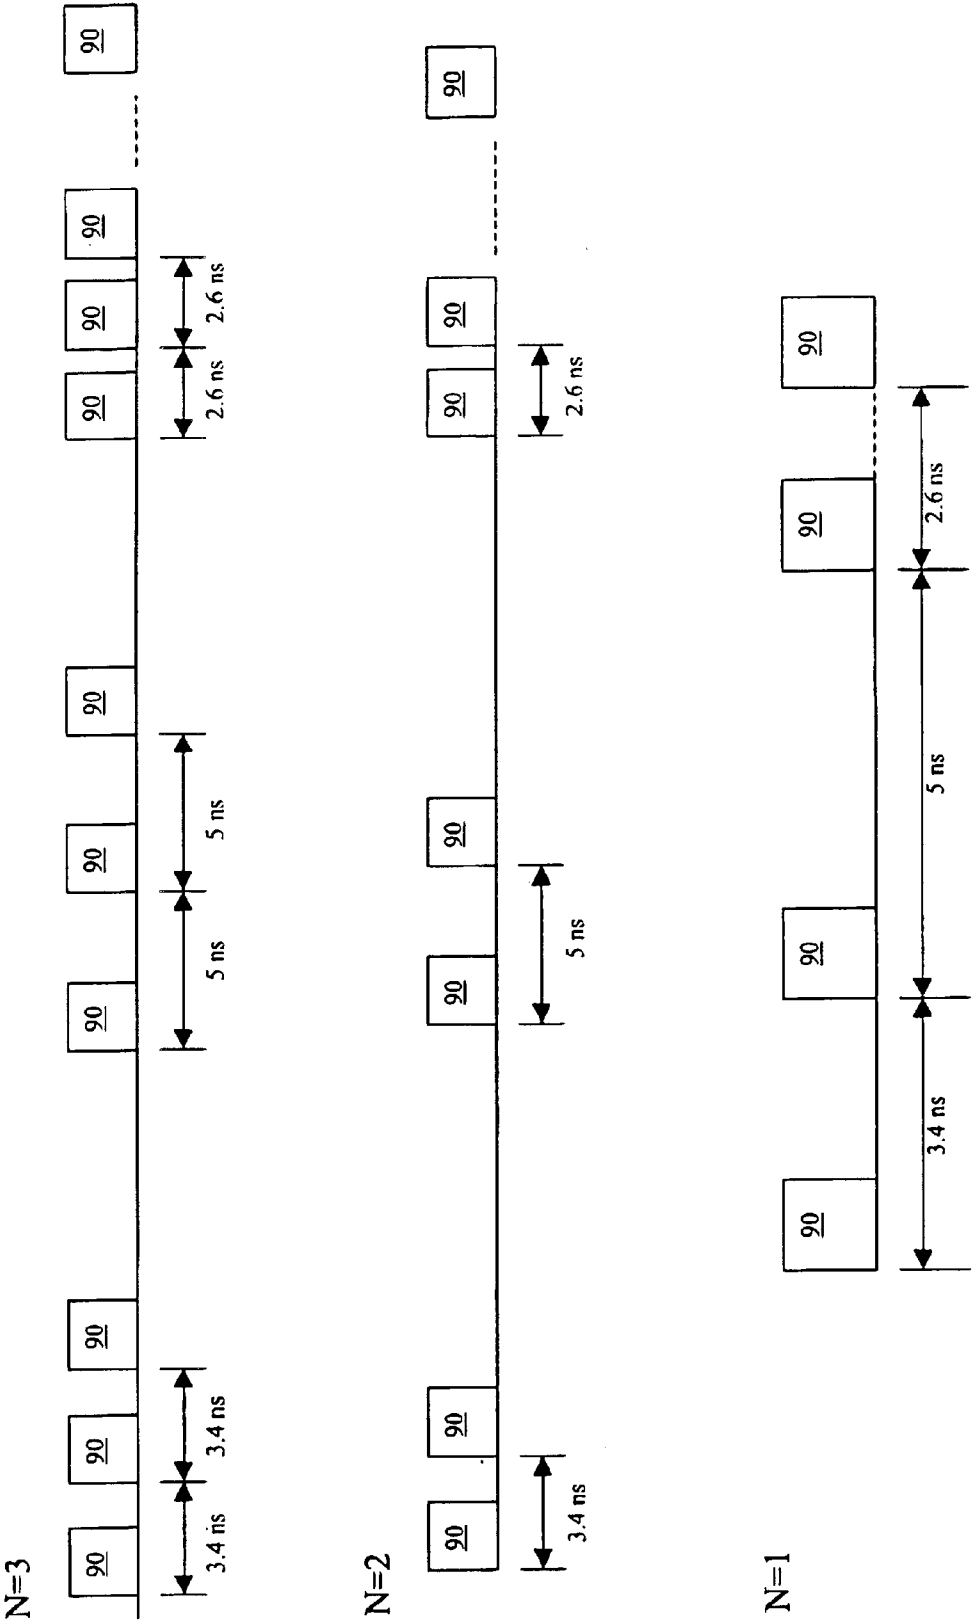 N=3
90 90 90 90 90 90 90 90 90 90
3.4 ns 3.4 ns 5 ns 5 ns 2.6 ns 2.6 ns
N=2
90 90 90 90 90 90 90
3.4 ns 5 ns 2.6 ns
N=1
90 90 90 90
3.4 ns 5 ns 2.6 ns